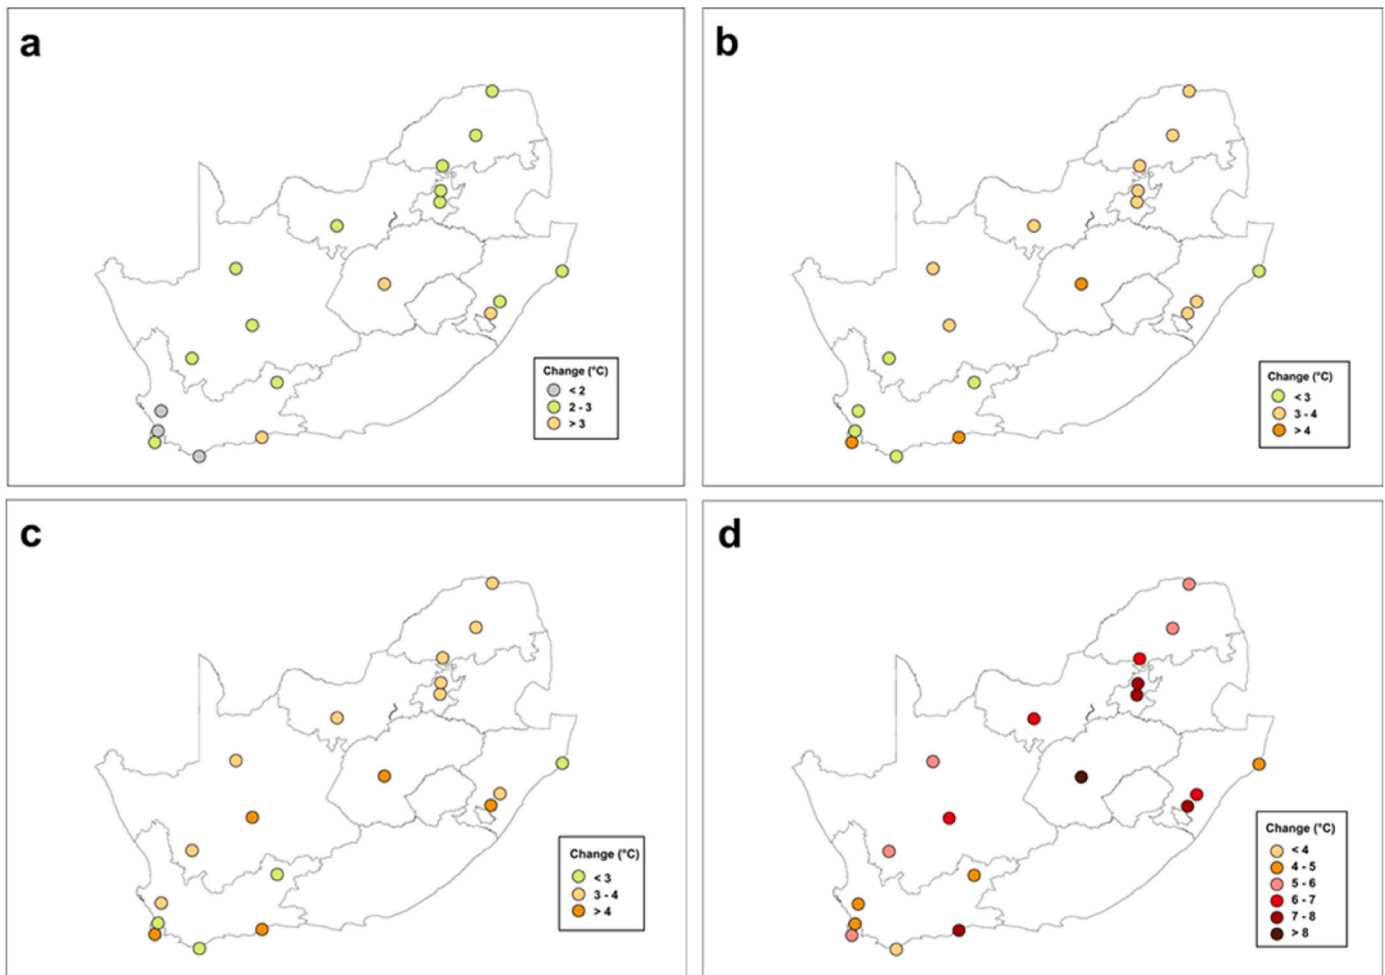 a
Change (°C)
< 2
2 - 3
> 3
b
Change (°C)
< 3
3 - 4
> 4
c
Change (°C)
< 3
3 - 4
> 4
d
Change (°C)
< 4
4 - 5
5 - 6
6 - 7
7 - 8
> 8